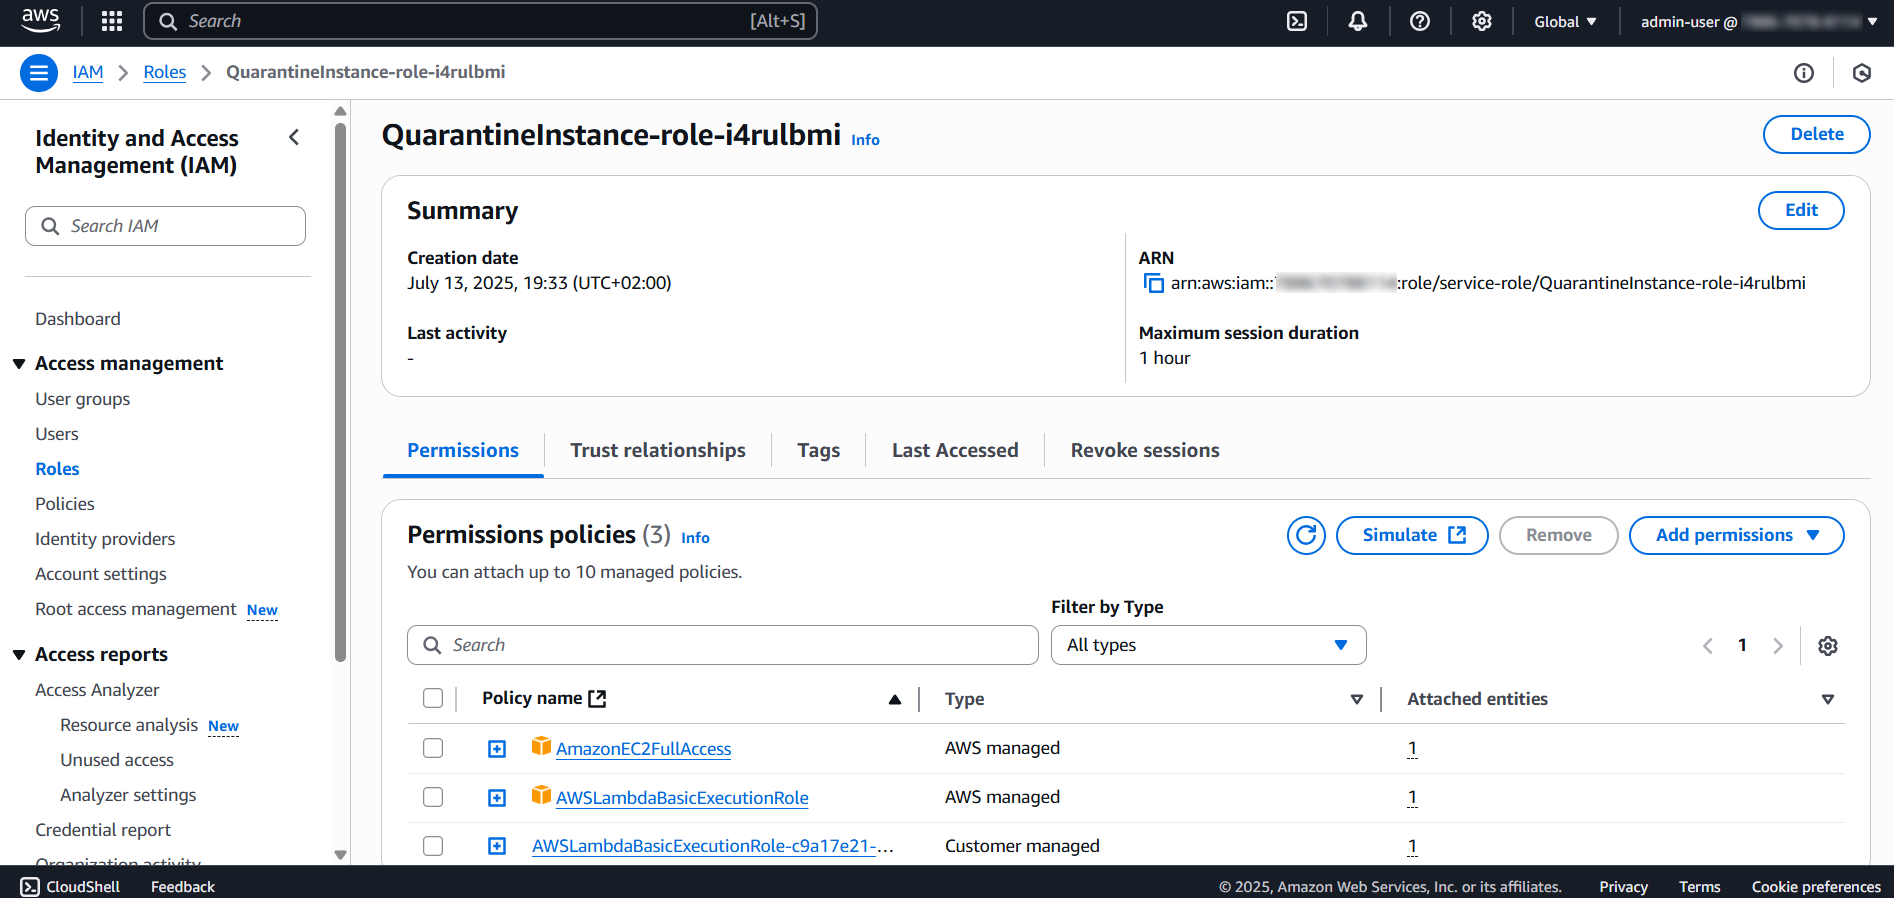 aws
Search [Alt+S]
Global
admin-user @
IAM
Roles
QuarantineInstance-role-i4rulbmi
Identity and Access
Management (IAM)
Search IAM
Dashboard
Access management
User groups
Users
Roles
Policies
Identity providers
Account settings
Root access management New
Access reports
Access Analyzer
Resource analysis New
Unused access
Analyzer settings
Credential report
Organization activity
QuarantineInstance-role-i4rulbmi Info
Delete
Summary
Edit
Creation date
July 13, 2025, 19:33 (UTC+02:00)
Last activity
-
ARN
arn:aws:iam:: :role/service-role/QuarantineInstance-role-i4rulbmi
Maximum session duration
1 hour
Permissions
Trust relationships
Tags
Last Accessed
Revoke sessions
Permissions policies (3) Info
Simulate
Remove
Add permissions
You can attach up to 10 managed policies.
Filter by Type
Search
All types
1
Policy name Type Attached entities
AmazonEC2FullAccess AWS managed 1
AWSLambdaBasicExecutionRole AWS managed 1
AWSLambdaBasicExecutionRole-c9a17e21-... Customer managed 1
CloudShell Feedback © 2025, Amazon Web Services, Inc. or its affiliates. Privacy Terms Cookie preferences